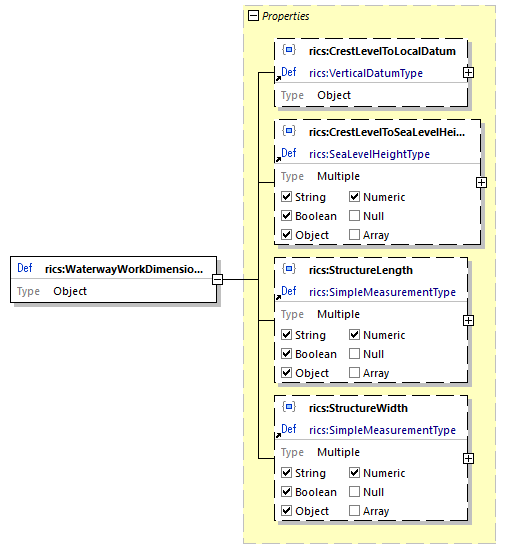 Properties
rics:CrestLevelToLocalDatum
Def rics:VerticalDatumType
Type Object
rics:CrestLevelToSeaLevelHei...
Def rics:SeaLevelHeightType
Type Multiple
String Numeric
Boolean Null
Object Array
Def rics:WaterwayWorkDimensio...
Type Object
rics:StructureLength
Def rics:SimpleMeasurementType
Type Multiple
String Numeric
Boolean Null
Object Array
rics:StructureWidth
Def rics:SimpleMeasurementType
Type Multiple
String Numeric
Boolean Null
Object Array